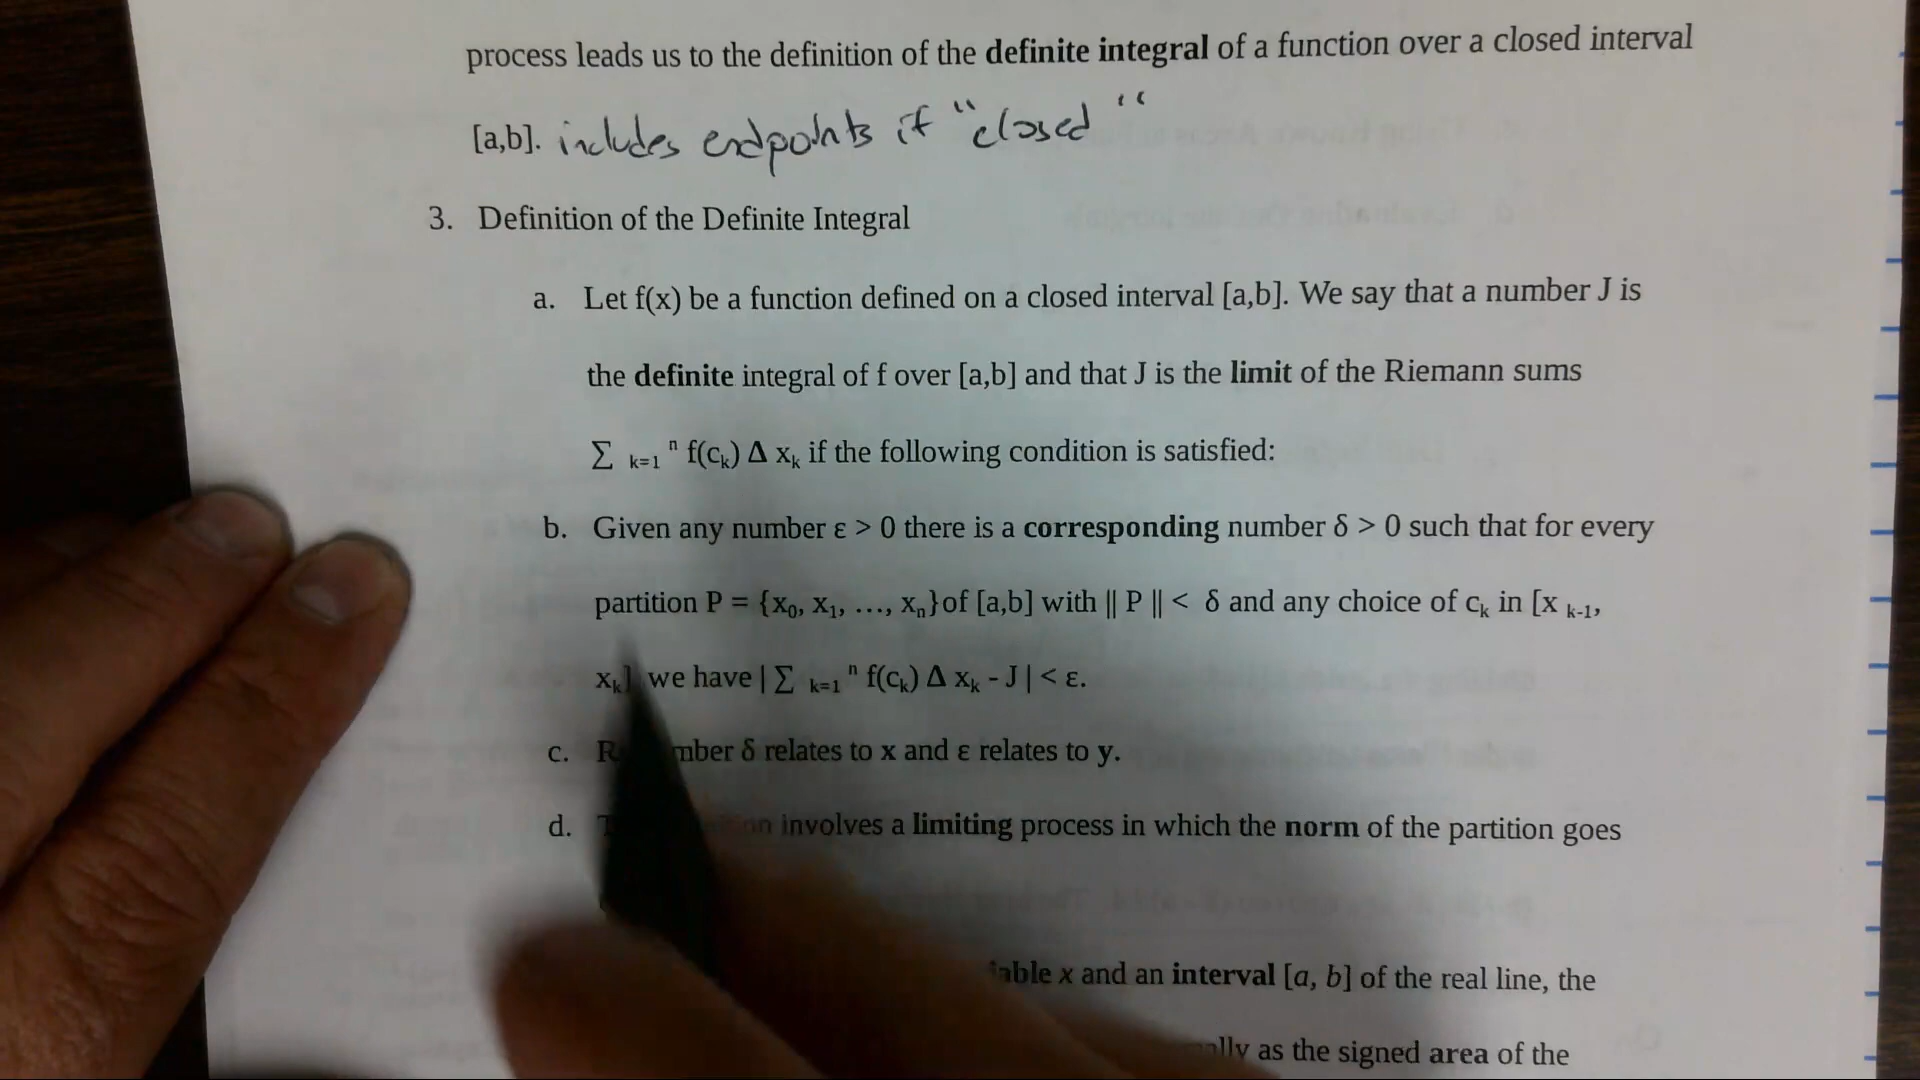 process leads us to the definition of the definite integral of a function over a closed interval
[a,b]. includes endpoints if "closed"
3. Definition of the Definite Integral
a. Let f(x) be a function defined on a closed interval [a,b]. We say that a number J is
the definite integral of f over [a,b] and that J is the limit of the Riemann sums
∑ k=1 ⁿ f(cₖ) Δ xₖ if the following condition is satisfied:
b. Given any number ε > 0 there is a corresponding number δ > 0 such that for every
partition P = {x₀, x₁, ..., xₙ}of [a,b] with || P || < δ and any choice of cₖ in [x k-1,
xₖ] we have | ∑ k=1 ⁿ f(cₖ) Δ xₖ - J | < ε.
c. δ relates to x and ε relates to y.
d. involves a limiting process in which the norm of the partition goes
x and an interval [a, b] of the real line, the
as the signed area of the